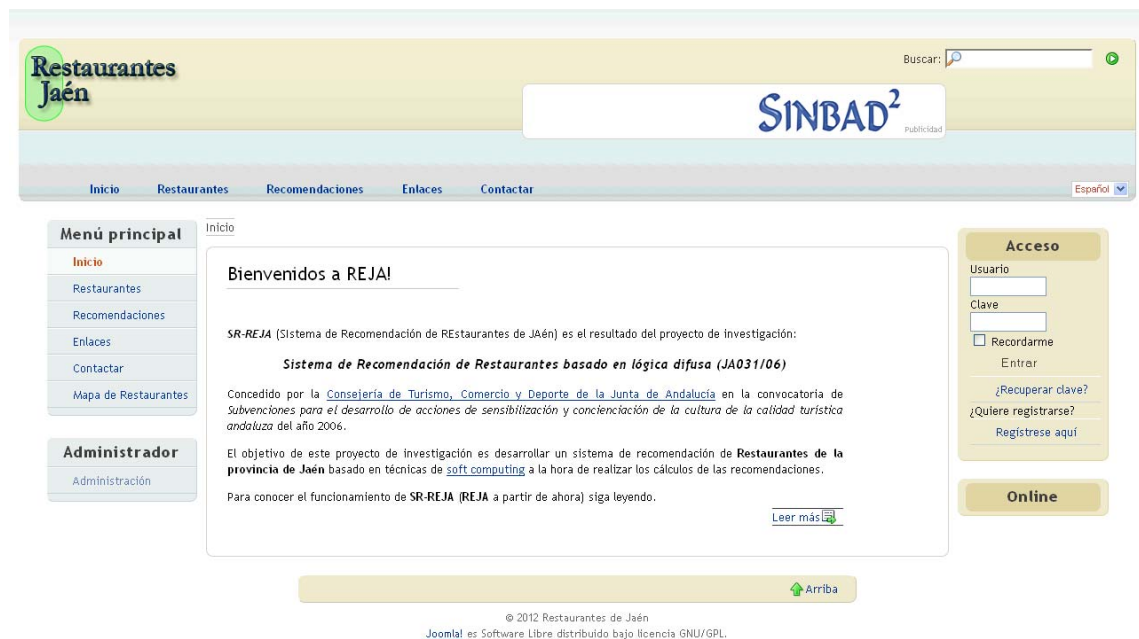 Restaurantes
Jaén
Buscar:
SINBAD²
Publicidad
Inicio Restaurantes Recomendaciones Enlaces Contactar
Español
Menú principal
Inicio
Restaurantes
Recomendaciones
Enlaces
Contactar
Mapa de Restaurantes
Administrador
Administración
Inicio
Bienvenidos a REJA!
SR-REJA (SIstema de Recomendación de REstaurantes de JAén) es el resultado del proyecto de investigación:
Sistema de Recomendación de Restaurantes basado en lógica difusa (JA031/06)
Concedido por la Consejería de Turismo, Comercio y Deporte de la Junta de Andalucía en la convocatoria de
Subvenciones para el desarrollo de acciones de sensibilización y concienciación de la cultura de la calidad turística
andaluza del año 2006.
El objetivo de este proyecto de investigación es desarrollar un sistema de recomendación de Restaurantes de la
provincia de Jaén basado en técnicas de soft computing a la hora de realizar los cálculos de las recomendaciones.
Para conocer el funcionamiento de SR-REJA (REJA a partir de ahora) siga leyendo.
Leer más
Acceso
Usuario
Clave
Recordarme
Entrar
¿Recuperar clave?
¿Quiere registrarse?
Regístrese aquí
Online
Arriba
© 2012 Restaurantes de Jaén
Joomla! es Software Libre distribuido bajo licencia GNU/GPL.